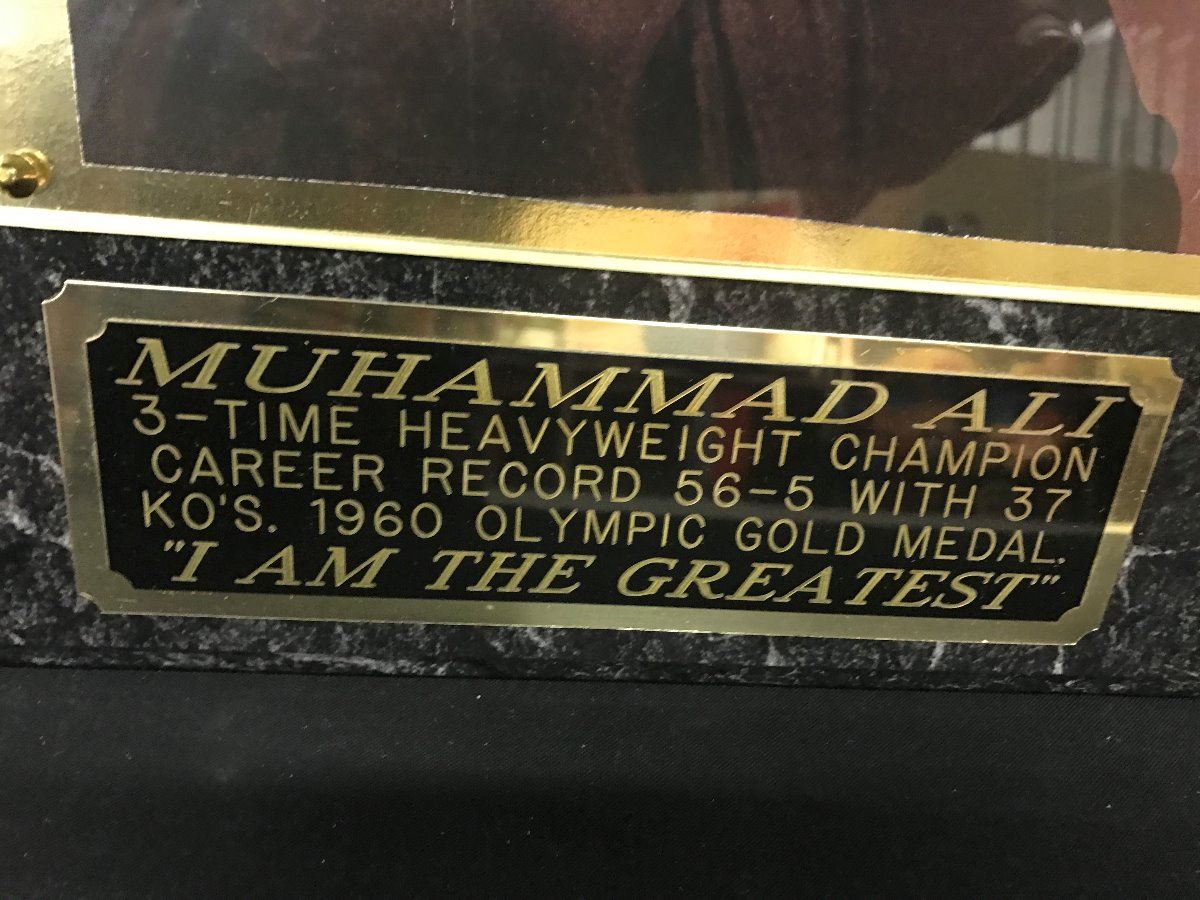 MUHAMMAD ALI
3-TIME HEAVYWEIGHT CHAMPION
CAREER RECORD 56-5 WITH 37
KO'S. 1960 OLYMPIC GOLD MEDAL.
"I AM THE GREATEST"